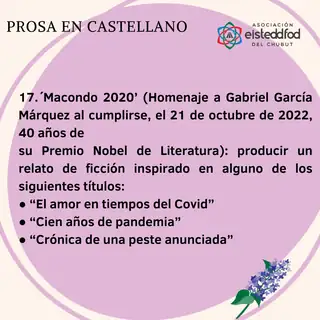 PROSA EN CASTELLANO
ASOCIACIÓN
eisteddfod
DEL CHUBUT
17.´Macondo 2020’ (Homenaje a Gabriel García
Márquez al cumplirse, el 21 de octubre de 2022,
40 años de
su Premio Nobel de Literatura): producir un
relato de ficción inspirado en alguno de los
siguientes títulos:
● “El amor en tiempos del Covid”
● “Cien años de pandemia”
● “Crónica de una peste anunciada”